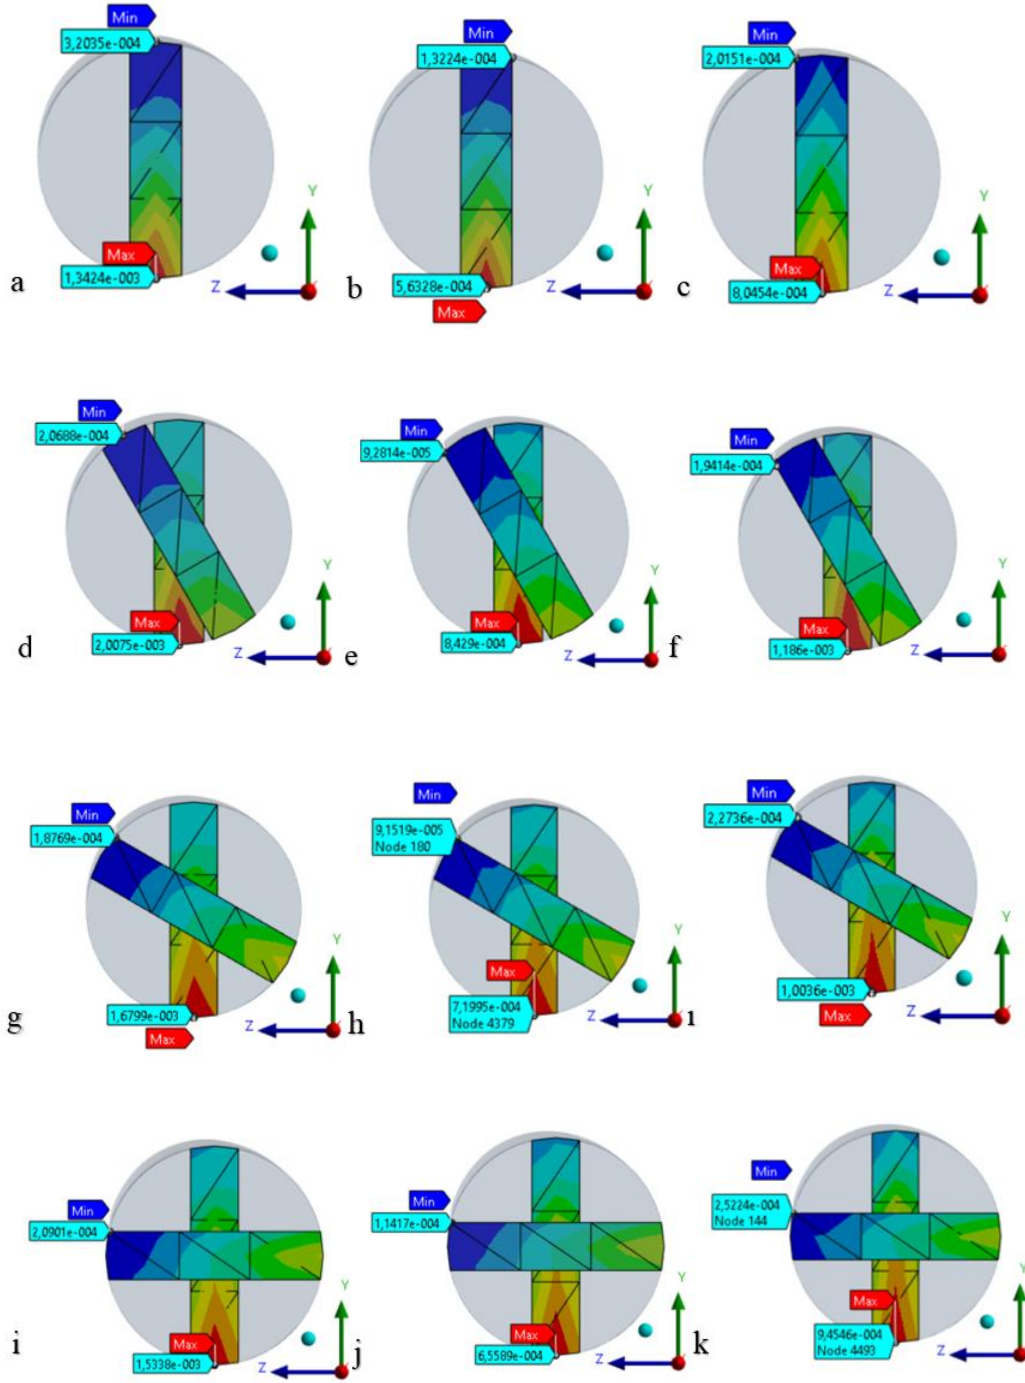 Min
3,2035e-004
Max
1,3424e-003
Y
Z
a
Min
1,3224e-004
5,6328e-004
Max
Y
Z
b
Min
2,0151e-004
Max
8,0454e-004
Y
Z
c
Min
2,0688e-004
Max
2,0075e-003
Y
Z
d
Min
9,2814e-005
Max
8,429e-004
Y
Z
e
Min
1,9414e-004
Max
1,186e-003
Y
Z
f
Min
1,8769e-004
1,6799e-003
Max
Y
Z
g
Min
9,1519e-005
Node 180
Max
7,1995e-004
Node 4379
Y
Z
h
Min
2,2736e-004
1,0036e-003
Max
Y
Z
ı
Min
2,0901e-004
Max
1,5338e-003
Y
Z
i
Min
1,1417e-004
Max
6,5589e-004
Y
Z
j
Min
2,5224e-004
Node 144
Max
9,4546e-004
Node 4493
Y
Z
k